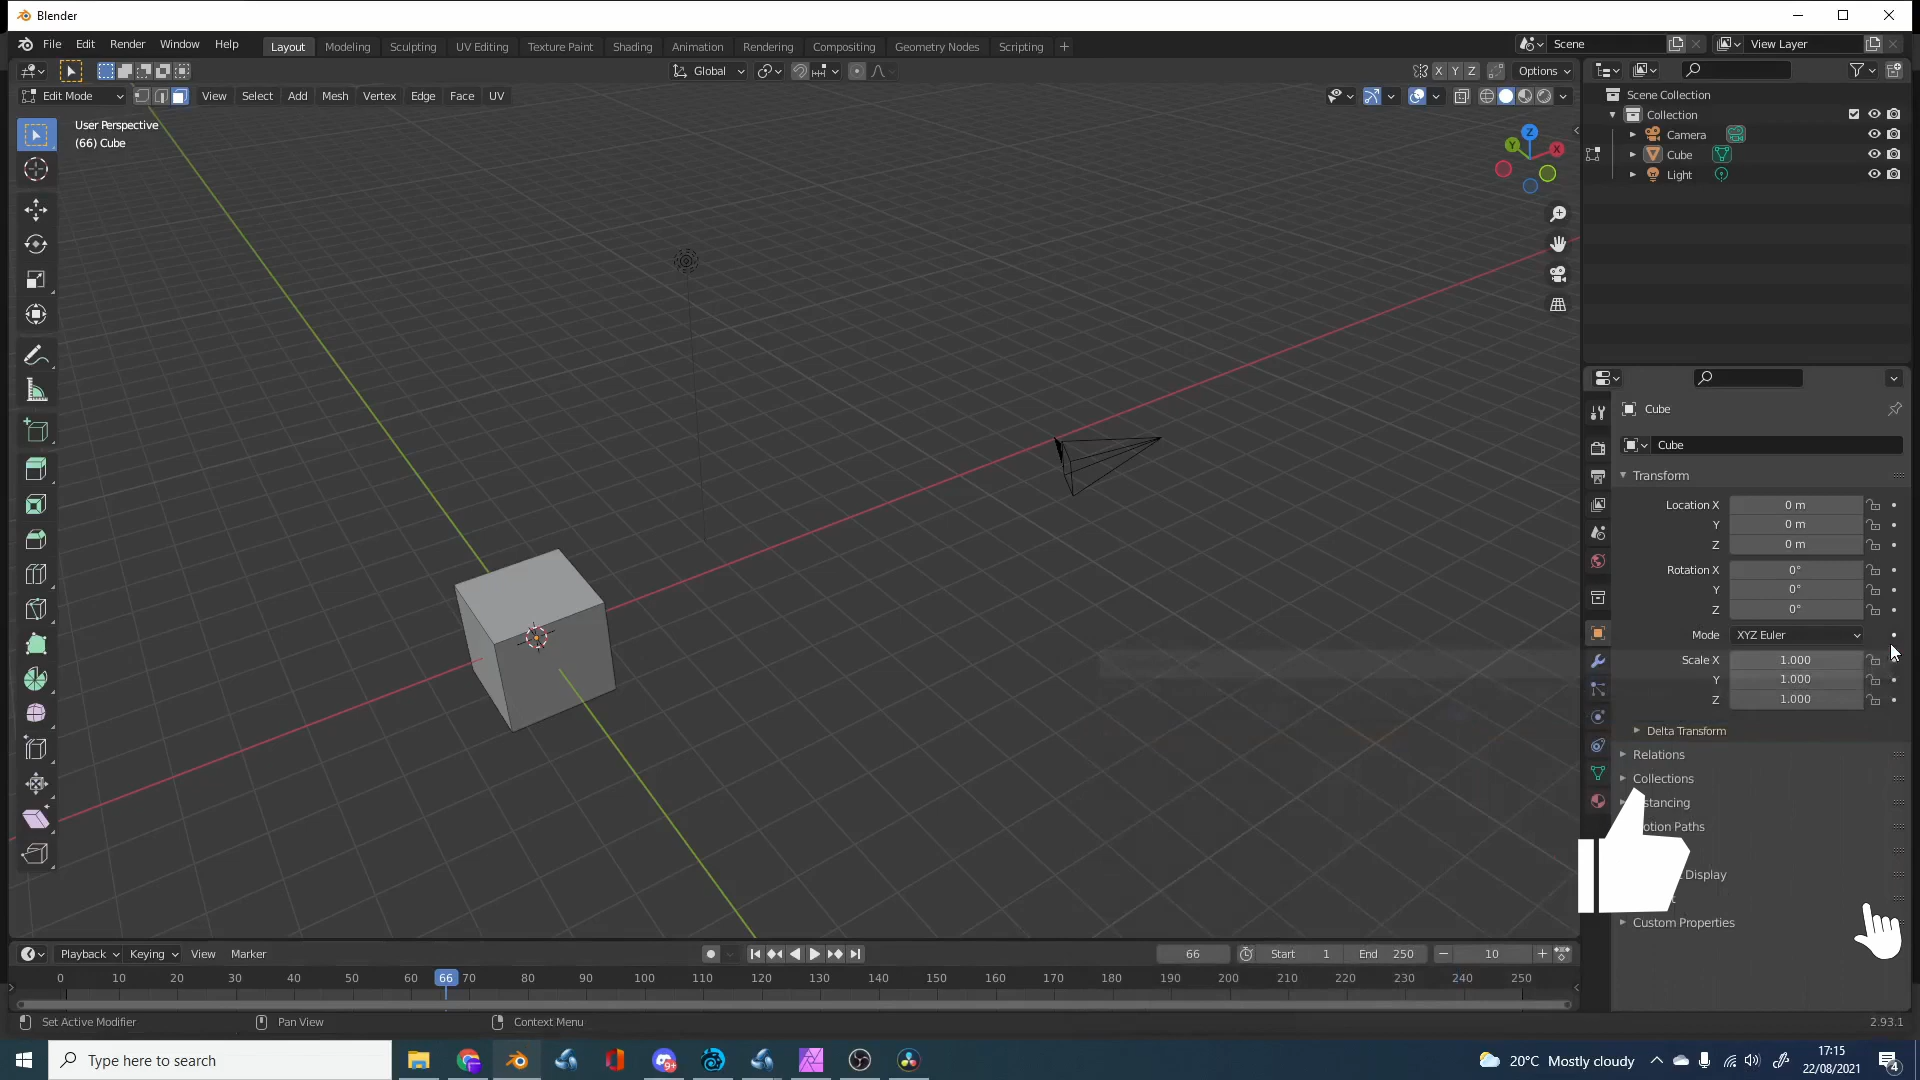 Blender
File Edit Render Window Help Layout Modeling Sculpting UV Editing Texture Paint Shading Animation Rendering Compositing Geometry Nodes Scripting + Scene View Layer
Global X Y Z Options
Edit Mode View Select Add Mesh Vertex Edge Face UV
User Perspective
(66) Cube
Z
Y
X
Scene Collection
Collection
Camera
Cube
Light
Cube
Cube
Transform
Location X 0 m
Y 0 m
Z 0 m
Rotation X 0°
Y 0°
Z 0°
Mode XYZ Euler
Scale X 1.000
Y 1.000
Z 1.000
Delta Transform
Relations
Collections
stancing
otion Paths
Display
Custom Properties
Playback Keying View Marker 66 Start 1 End 250 10
0 10 20 30 40 50 60 66 70 80 90 100 110 120 130 140 150 160 170 180 190 200 210 220 230 240 250
Set Active Modifier Pan View Context Menu 2.93.1
Type here to search 9+ 20°C Mostly cloudy 17:15
22/08/2021 4